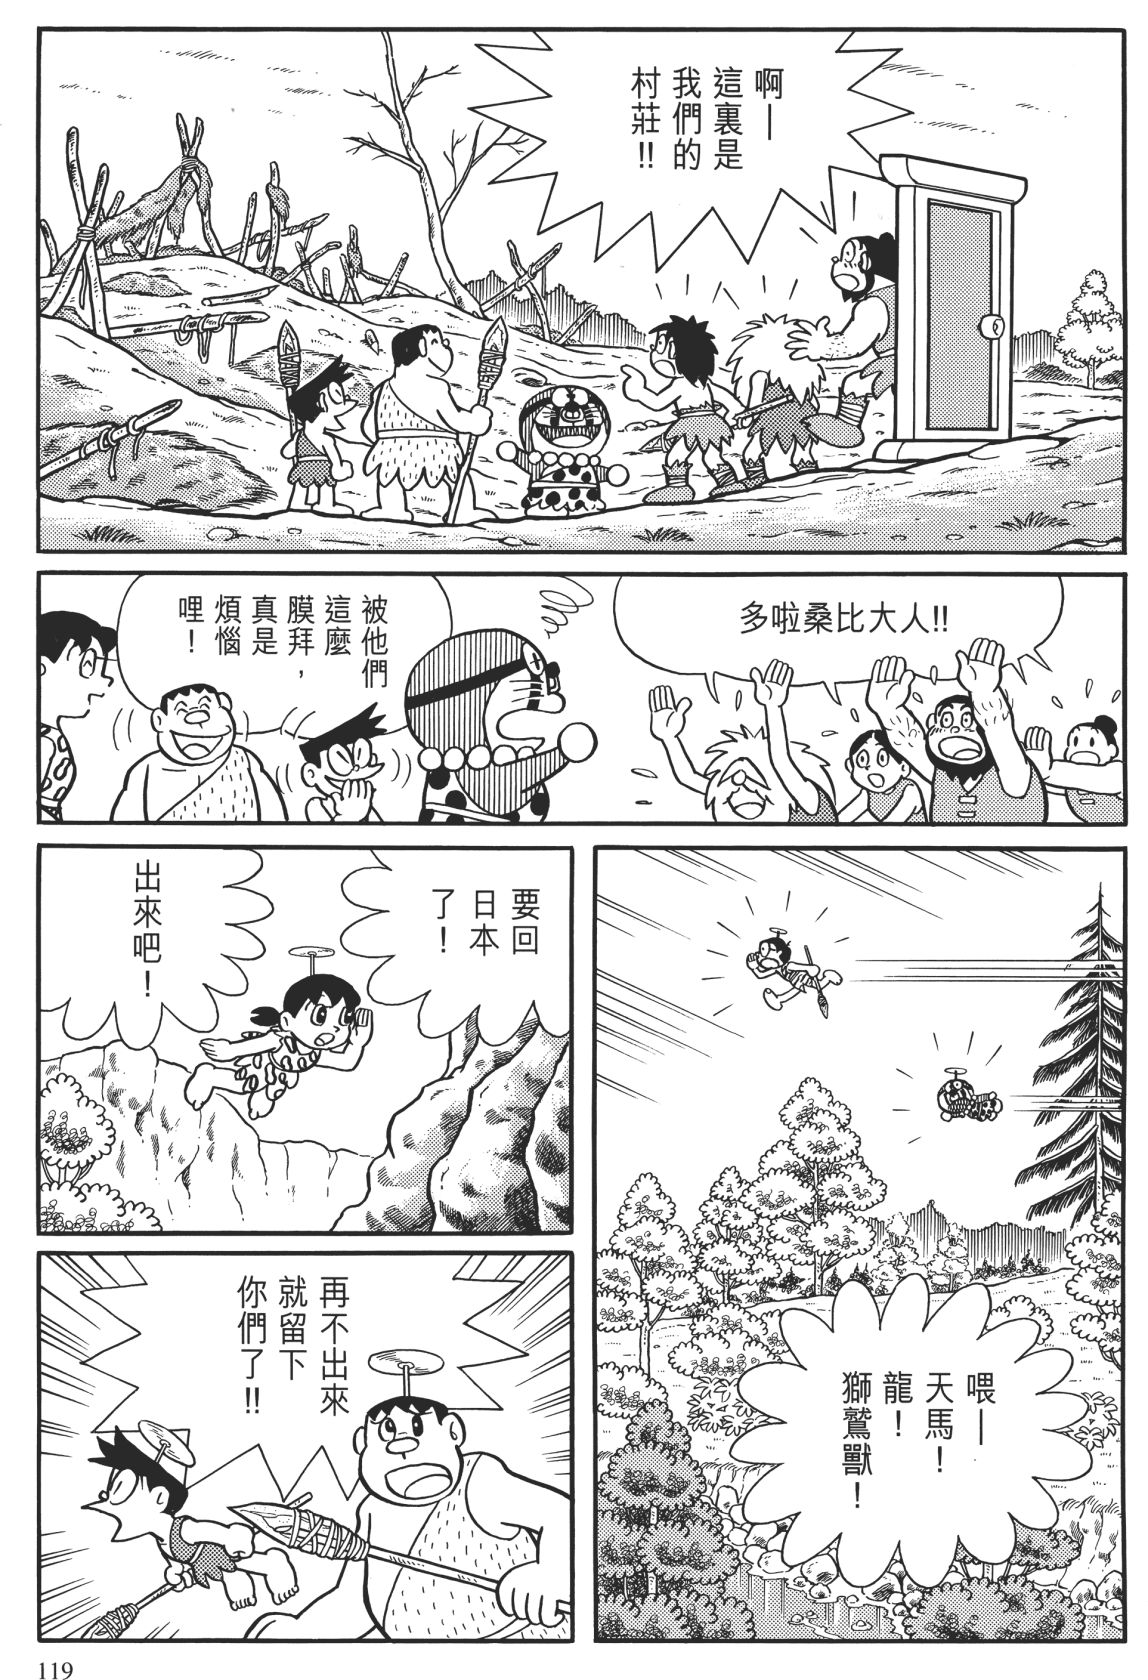 啊—
這裏是
我們的
村莊!!
多啦桑比大人!!
被他們
這麼
膜拜，
真是
煩惱
哩！
喂—
天馬！
龍！
獅鷲獸！
要回
日本
了！
出來吧！
再不出來
就留下
你們了!!
119